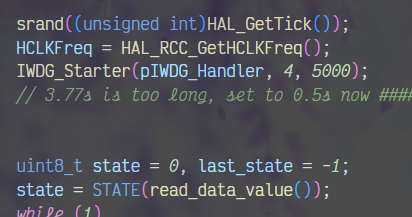 srand((unsigned int)HAL_GetTick());
HCLKFreq = HAL_RCC_GetHCLKFreq();
IWDG_Starter(pIWDG_Handler, 4, 5000);
// 3.77s is too long, set to 0.5s now ####
uint8_t state = 0, last_state = -1;
state = STATE(read_data_value());
while (1)